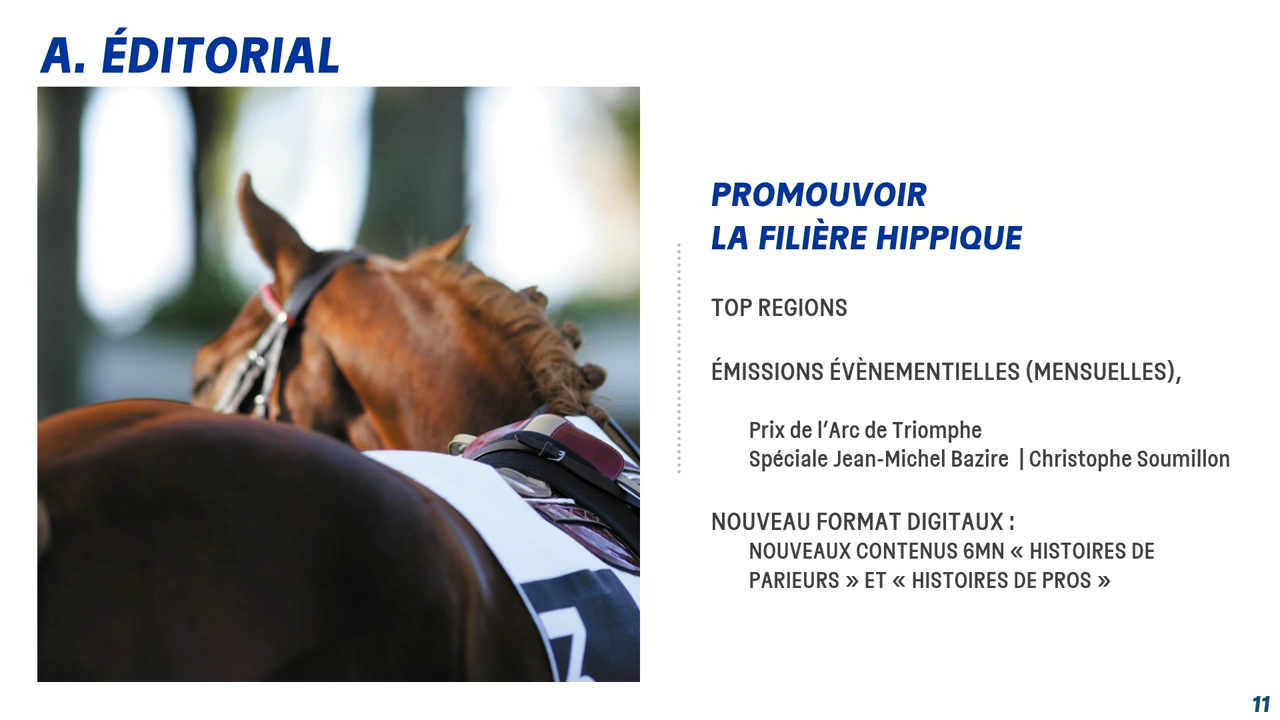 A. ÉDITORIAL
PROMOUVOIR
LA FILIÈRE HIPPIQUE
TOP REGIONS
ÉMISSIONS ÉVÈNEMENTIELLES (MENSUELLES),
Prix de l’Arc de Triomphe
Spéciale Jean-Michel Bazire | Christophe Soumillon
NOUVEAU FORMAT DIGITAUX :
NOUVEAUX CONTENUS 6MN « HISTOIRES DE
PARIEURS » ET « HISTOIRES DE PROS »
7
11